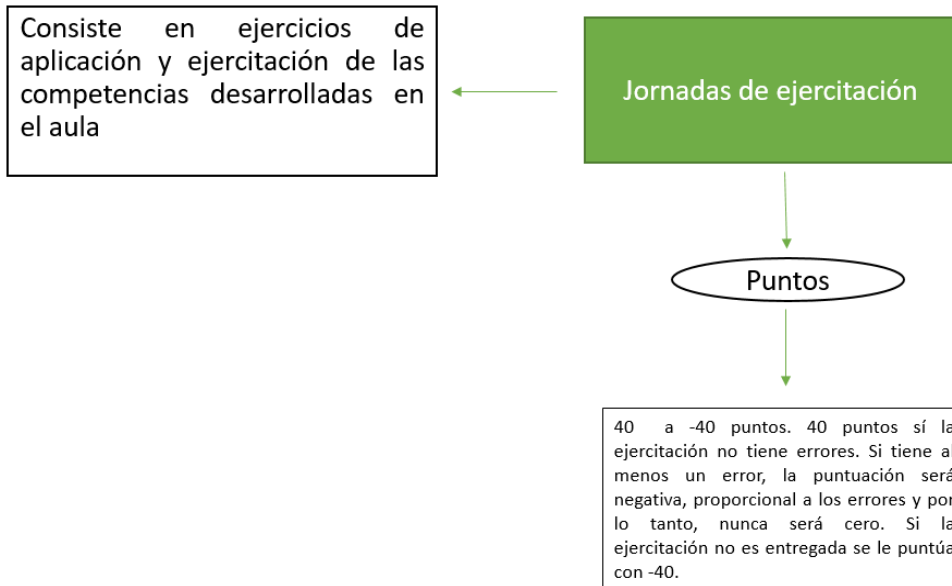 Consiste en ejercicios de
aplicación y ejercitación de las
competencias desarrolladas en
el aula
Jornadas de ejercitación
Puntos
40 a -40 puntos. 40 puntos sí la
ejercitación no tiene errores. Si tiene al
menos un error, la puntuación será
negativa, proporcional a los errores y por
lo tanto, nunca será cero. Si la
ejercitación no es entregada se le puntúa
con -40.